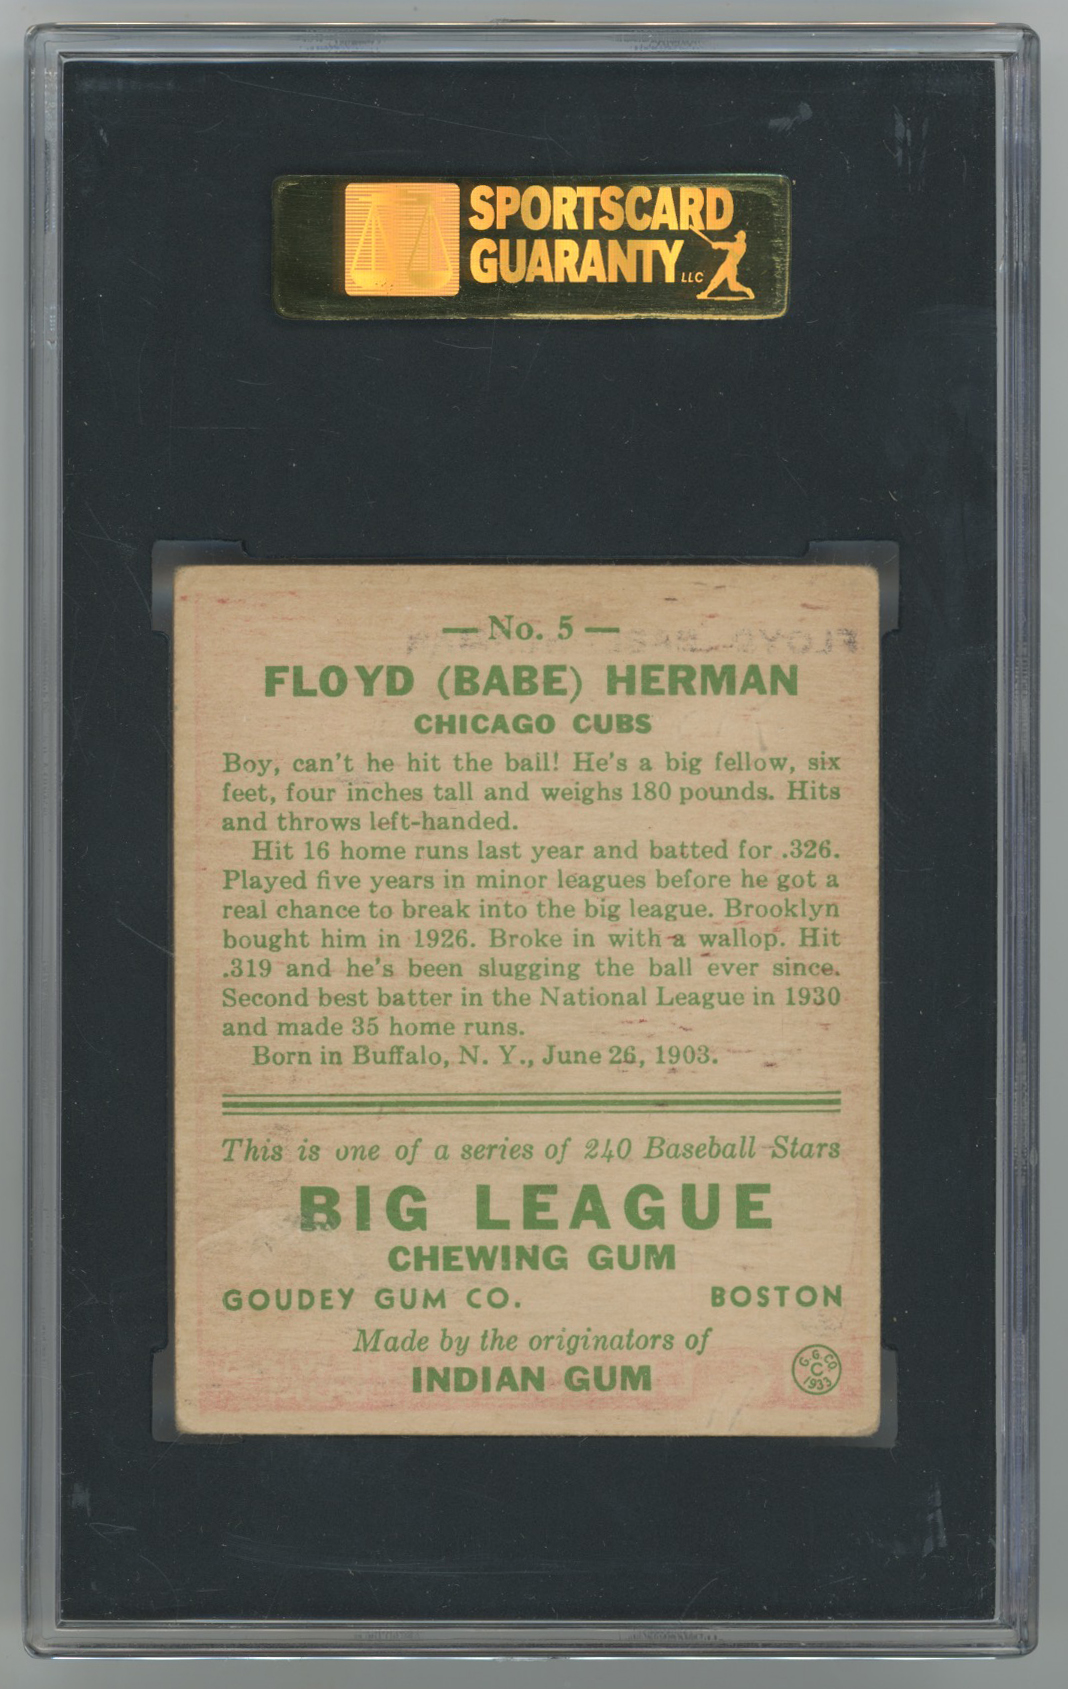 SPORTSCARD
GUARANTY LLC
— No. 5 —
FLOYD (BABE) HERMAN
CHICAGO CUBS
Boy, can't he hit the ball! He's a big fellow, six
feet, four inches tall and weighs 180 pounds. Hits
and throws left-handed.
Hit 16 home runs last year and batted for .326.
Played five years in minor leagues before he got a
real chance to break into the big league. Brooklyn
bought him in 1926. Broke in with a wallop. Hit
.319 and he's been slugging the ball ever since.
Second best batter in the National League in 1930
and made 35 home runs.
Born in Buffalo, N. Y., June 26, 1903.
This is one of a series of 240 Baseball Stars
BIG LEAGUE
CHEWING GUM
GOUDEY GUM CO. BOSTON
Made by the originators of
INDIAN GUM
G. G. CO.
C
1933